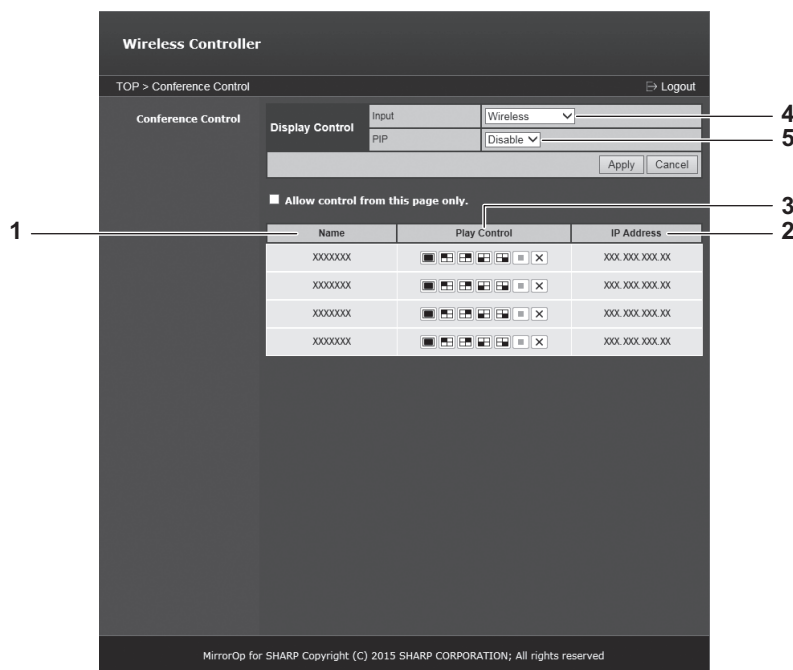 Wireless Controller
TOP > Conference Control Logout
Conference Control
Display Control
Input Wireless 4
PIP Disable 5
Apply Cancel
Allow control from this page only.
3
1 Name Play Control IP Address 2
XXXXXXX XXX.XXX.XXX.XX
XXXXXXX XXX.XXX.XXX.XX
XXXXXXX XXX.XXX.XXX.XX
XXXXXXX XXX.XXX.XXX.XX
MirrorOp for SHARP Copyright (C) 2015 SHARP CORPORATION; All rights reserved